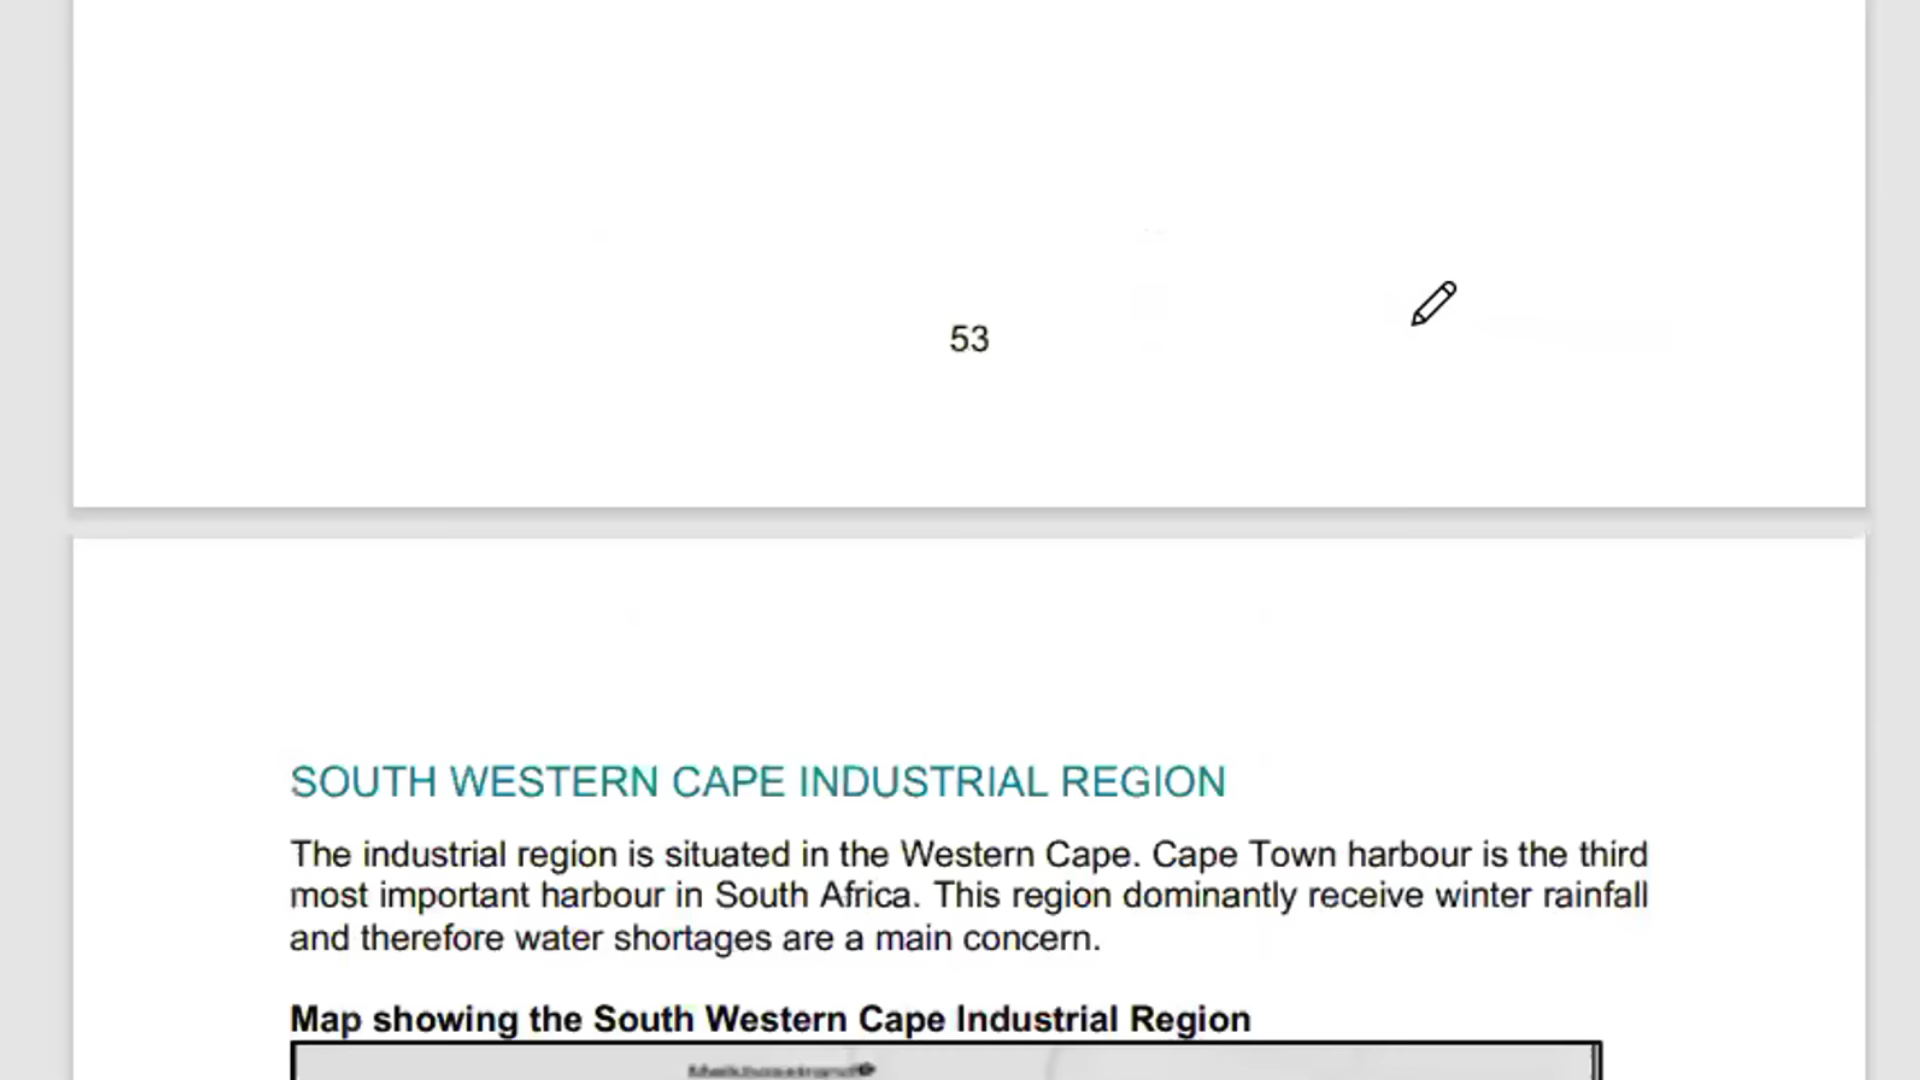 53
SOUTH WESTERN CAPE INDUSTRIAL REGION
The industrial region is situated in the Western Cape. Cape Town harbour is the third
most important harbour in South Africa. This region dominantly receive winter rainfall
and therefore water shortages are a main concern.
Map showing the South Western Cape Industrial Region